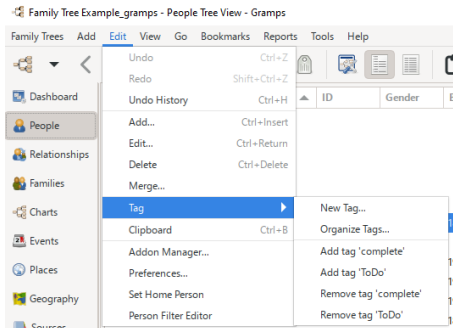 Family Tree Example_gramps - People Tree View - Gramps
Family Trees Add Edit View Go Bookmarks Reports Tools Help
Undo Ctrl+Z
Redo Shift+Ctrl+Z
Undo History Ctrl+H
Add... Ctrl+Insert
Edit... Ctrl+Return
Delete Ctrl+Delete
Merge...
Tag
Clipboard Ctrl+B
Addon Manager...
Preferences...
Set Home Person
Person Filter Editor
New Tag...
Organize Tags...
Add tag 'complete'
Add tag 'ToDo'
Remove tag 'complete'
Remove tag 'ToDo'
ID Gender
Dashboard
People
Relationships
Families
Charts
Events
Places
Geography
Sources